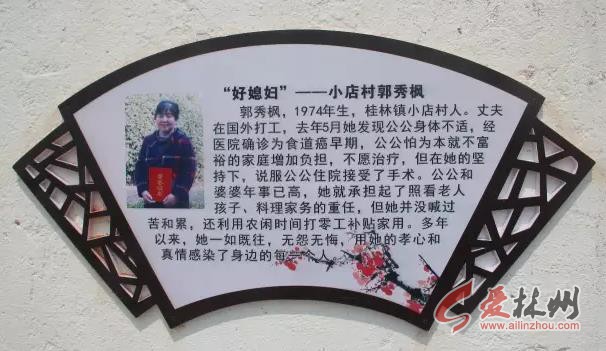 “好媳妇”——小店村郭秀枫
郭秀枫，1974年生，桂林镇小店村人。丈夫
在国外打工，去年5月她发现公公身体不适，经
医院确诊为食道癌早期，公公怕为本就不富
裕的家庭增加负担，不愿治疗，但在她的坚
持下，说服公公住院接受了手术。公公和
婆婆年事已高，她就承担起了照看老人
孩子、料理家务的重任，但她并没喊过
苦和累，还利用农闲时间打零工补贴家用。多年
以来，她一如既往，无怨无悔，用她的孝心和
真情感染了身边的每一个人。
爱林州
www.ailinzhou.com